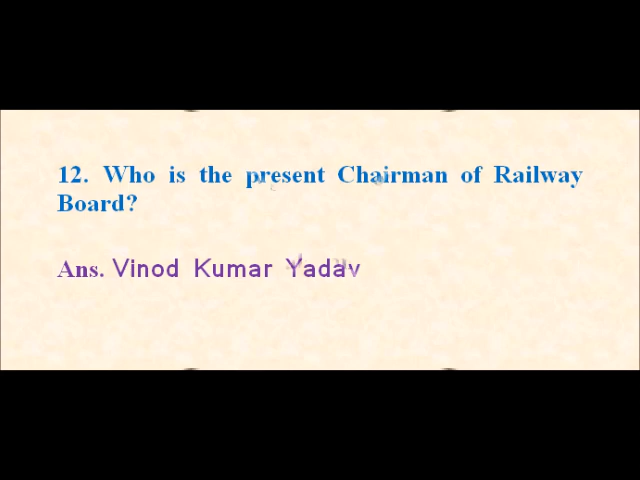 12. Who is the present Chairman of Railway
Board?
Ans. Vinod Kumar Yadav